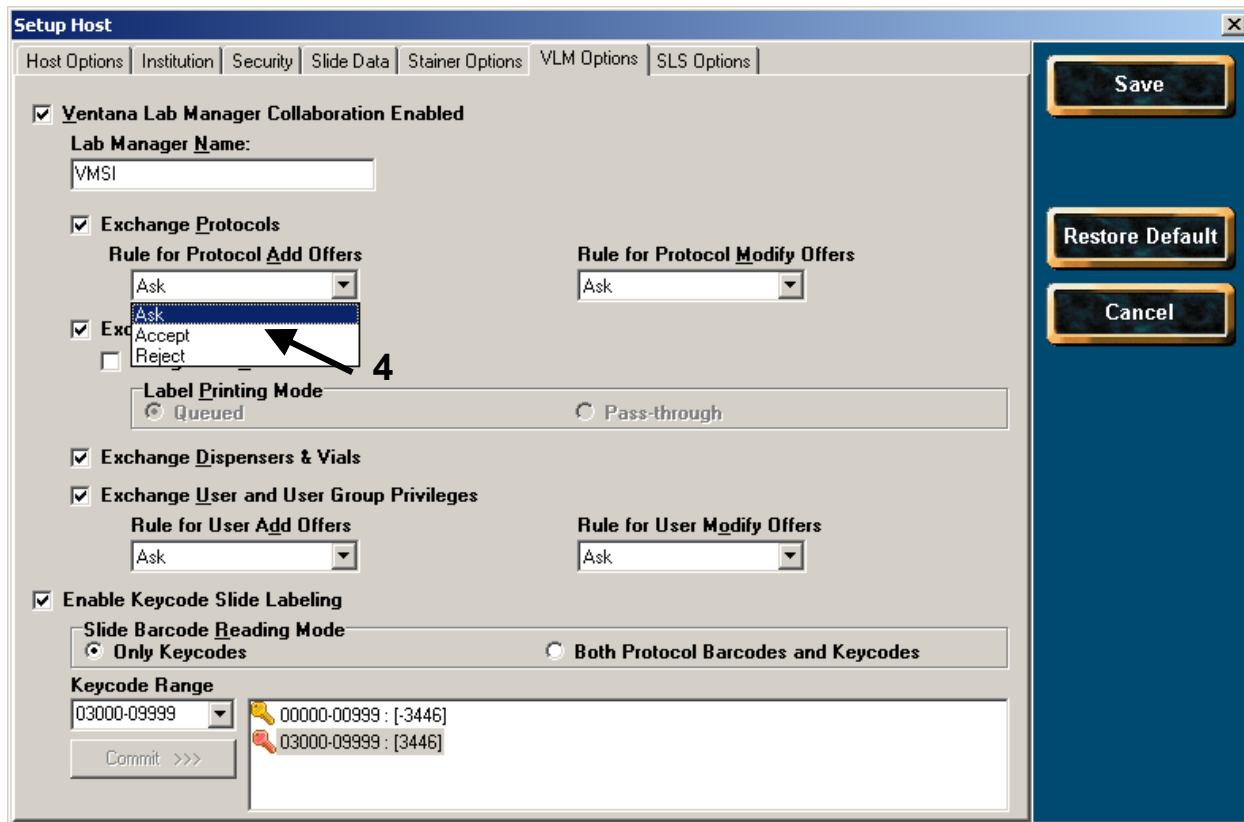 Setup Host
Host Options Institution Security Slide Data Stainer Options VLM Options SLS Options
Save
Ventana Lab Manager Collaboration Enabled
Lab Manager Name:
VMSI
Exchange Protocols
Restore Default
Rule for Protocol Add Offers Rule for Protocol Modify Offers
Ask Ask
Ask
Accept
Reject
4
Cancel
Label Printing Mode
Queued Pass-through
Exchange Dispensers & Vials
Exchange User and User Group Privileges
Rule for User Add Offers Rule for User Modify Offers
Ask Ask
Enable Keycode Slide Labeling
Slide Barcode Reading Mode
Only Keycodes Both Protocol Barcodes and Keycodes
Keycode Range
03000-09999 00000-00999 : [-3446]
03000-09999 : [3446]
Commit >>>